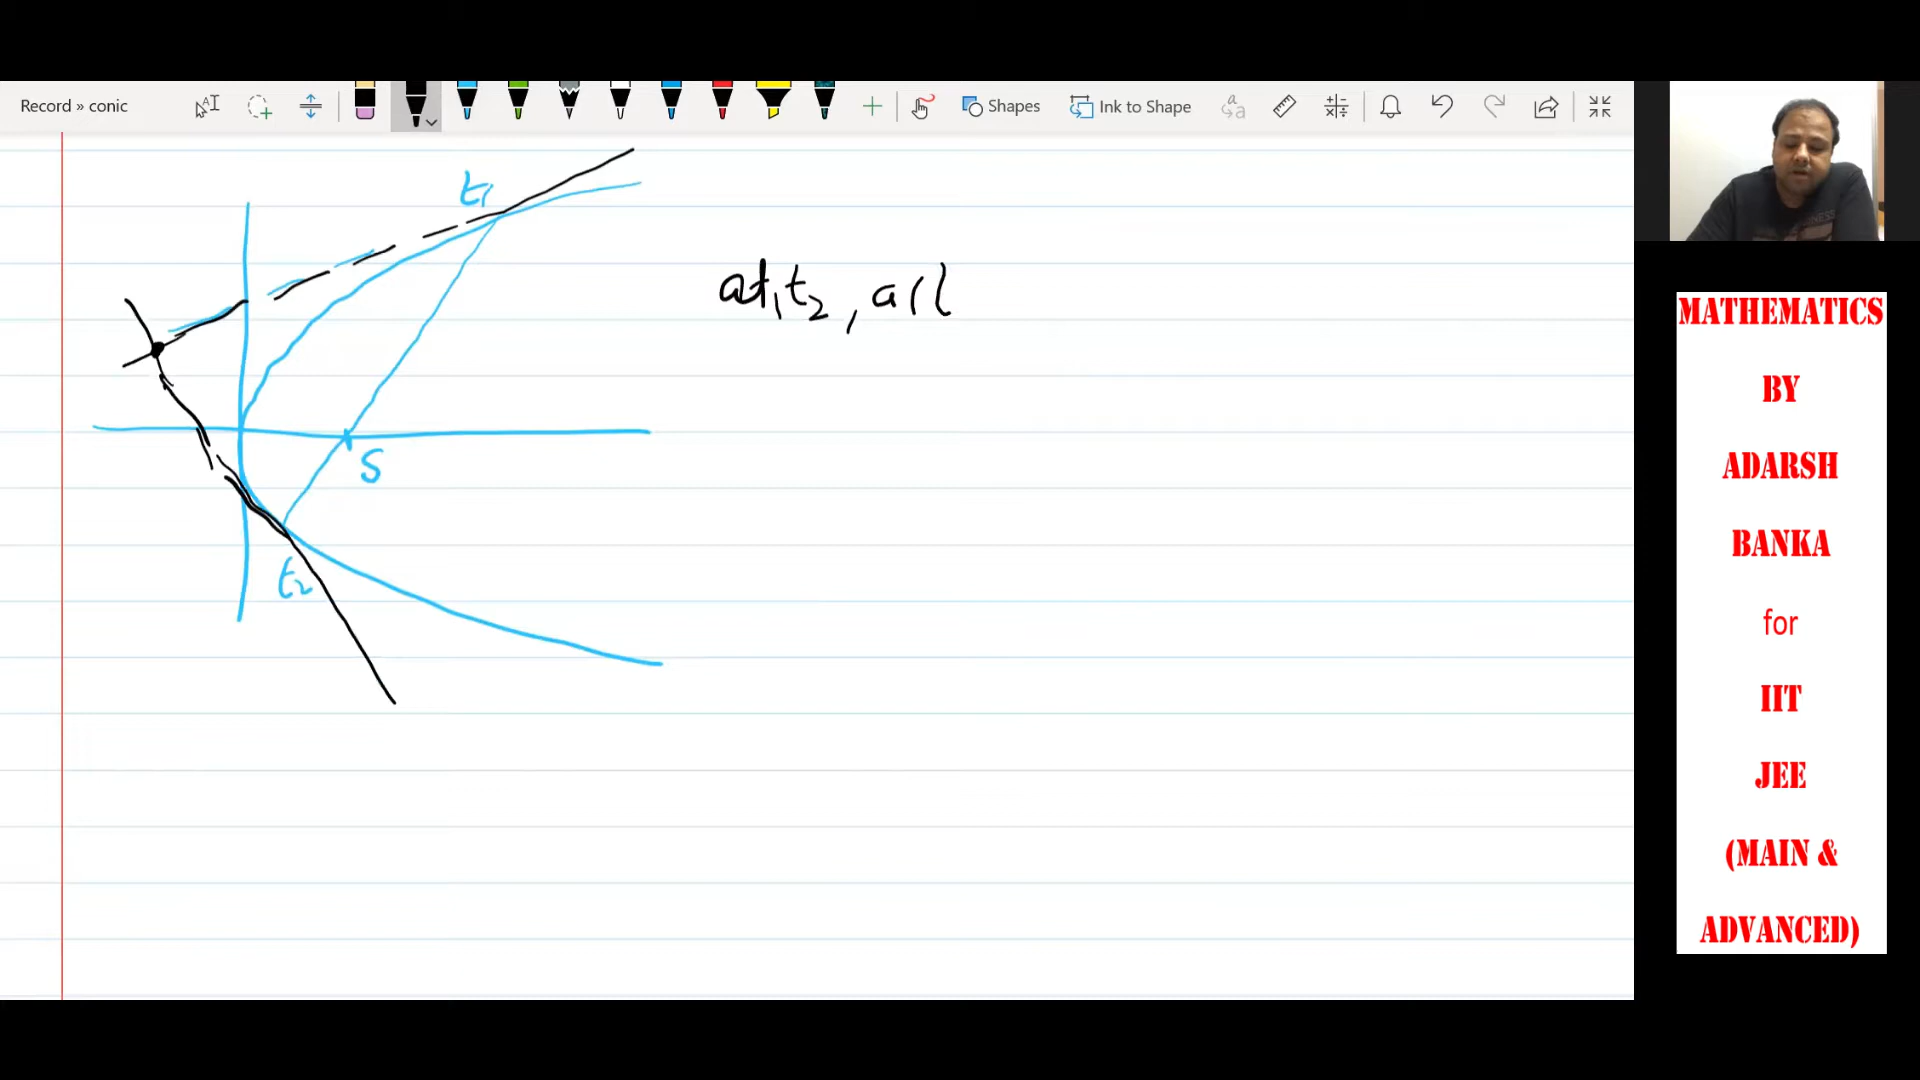 Record » conic
Shapes
Ink to Shape
t₁
at₁t₂, a
S
t₂
MATHEMATICS
BY
ADARSH
BANKA
for
IIT
JEE
(MAIN &
ADVANCED)